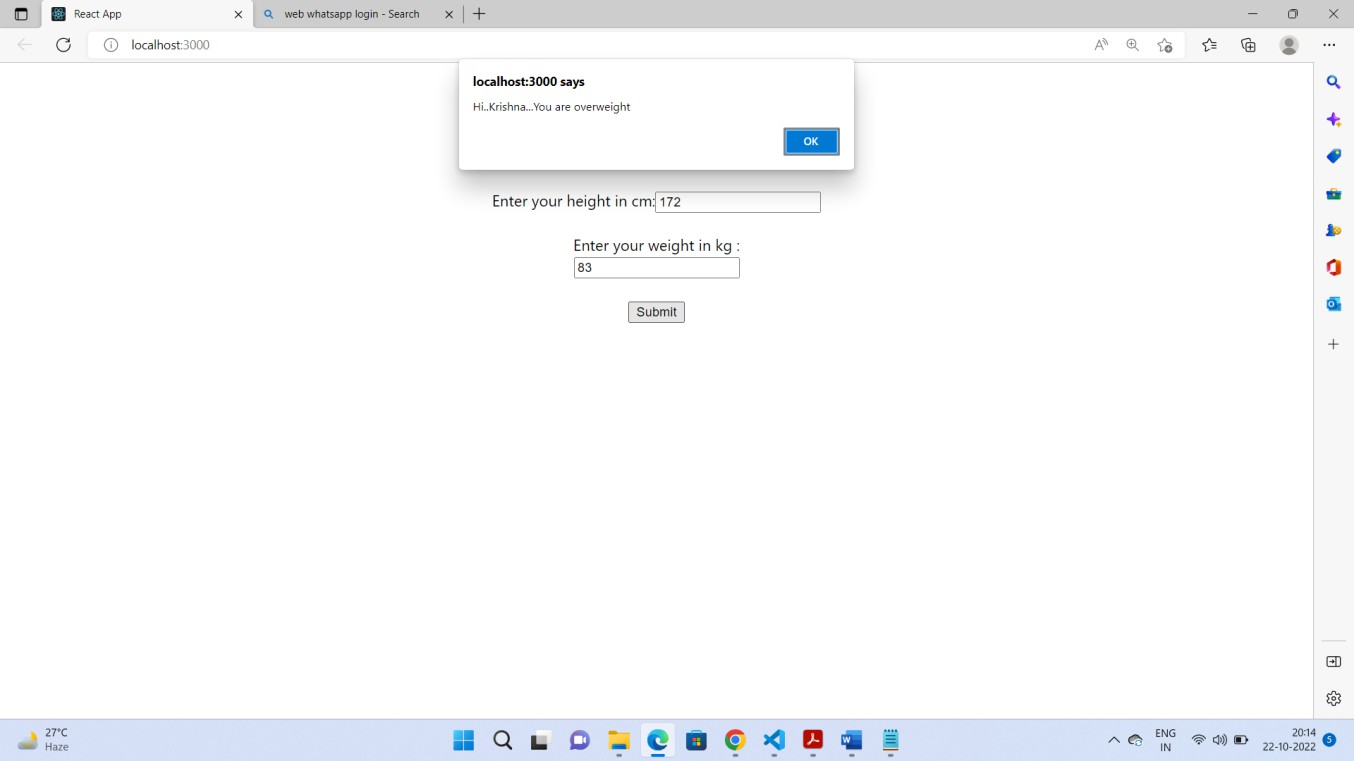 React App
web whatsapp login - Search
localhost:3000
localhost:3000 says
Hi..Krishna...You are overweight
OK
Enter your height in cm:172
Enter your weight in kg :
83
Submit
27°C
Haze
ENG
IN
20:14
22-10-2022
5